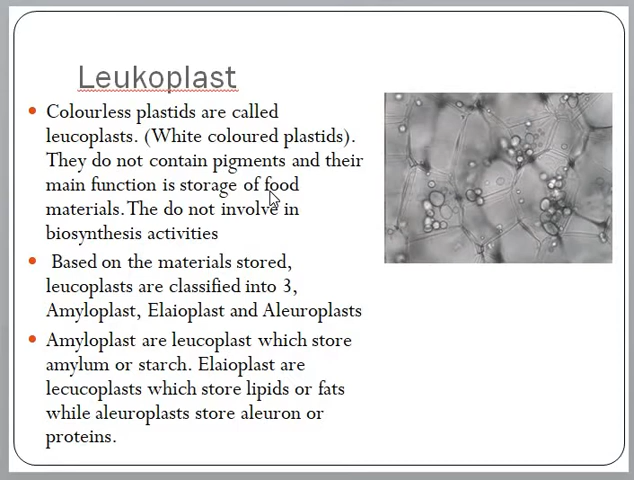 Leukoplast
• Colourless plastids are called
leucoplasts. (White coloured plastids).
They do not contain pigments and their
main function is storage of food
materials. The do not involve in
biosynthesis activities
• Based on the materials stored,
leucoplasts are classified into 3,
Amyloplast, Elaioplast and Aleuroplasts
• Amyloplast are leucoplast which store
amylum or starch. Elaioplast are
lecucoplasts which store lipids or fats
while aleuroplasts store aleuron or
proteins.